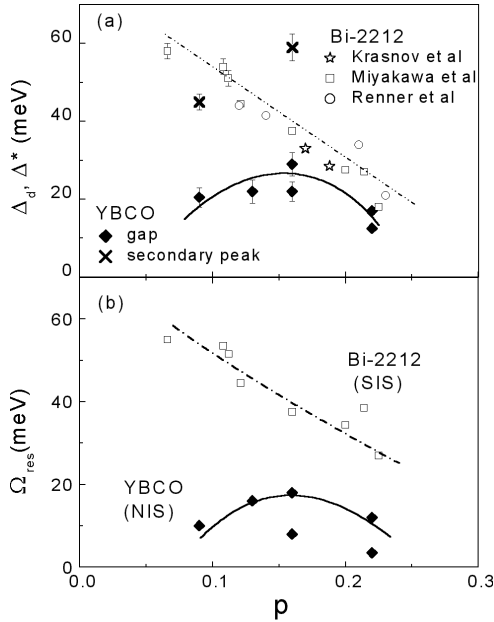 (a)
Bi-2212
Krasnov et al
Miyakawa et al
Renner et al
60
40
20
0
Δd, Δ* (meV)
YBCO
gap
secondary peak
(b)
Bi-2212
(SIS)
YBCO
(NIS)
60
40
20
0
Ωres(meV)
0.0 0.1 0.2 0.3
p